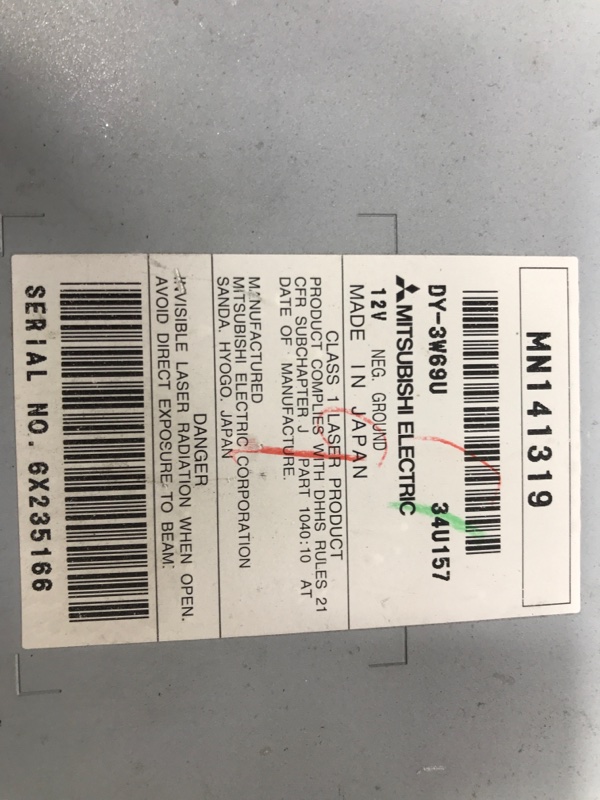 MN141319
DY-3W69U 34U157
MITSUBISHI ELECTRIC
12V NEG. GROUND
MADE IN JAPAN
CLASS 1 LASER PRODUCT
PRODUCT COMPLIES WITH DHHS RULES 21
CFR SUBCHAPTER J PART 1040:10 AT
DATE OF MANUFACTURE.
MANUFACTURED
MITSUBISHI ELECTRIC CORPORATION
SANDA, HYOGO, JAPAN
DANGER
INVISIBLE LASER RADIATION WHEN OPEN.
AVOID DIRECT EXPOSURE TO BEAM.
SERIAL NO. 6X235166